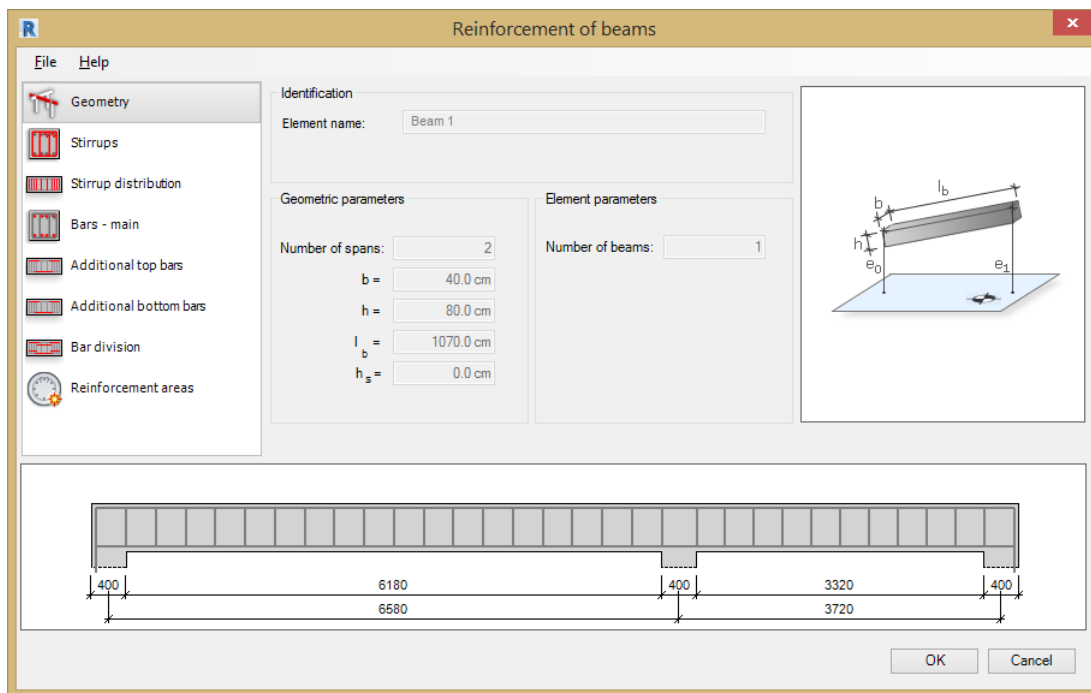 R
Reinforcement of beams
x
File Help
Geometry
Stirrups
Stirrup distribution
Bars - main
Additional top bars
Additional bottom bars
Bar division
Reinforcement areas
Identification
Element name: Beam 1
Geometric parameters
Number of spans: 2
b = 40.0 cm
h = 80.0 cm
l b = 1070.0 cm
h s = 0.0 cm
Element parameters
Number of beams: 1
l b
b
h
e0
e1
400 6180 400 3320 400
6580 3720
OK Cancel